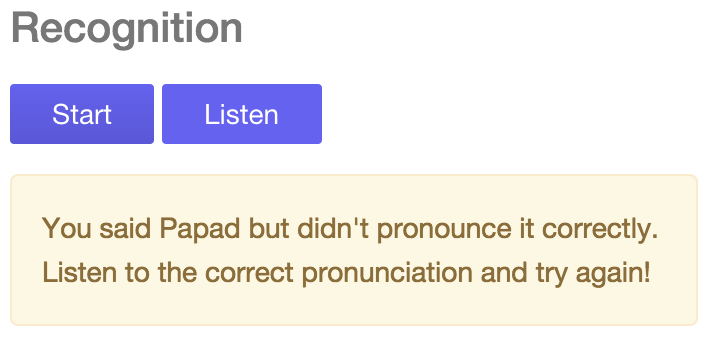 Recognition
Start Listen
You said Papad but didn't pronounce it correctly.
Listen to the correct pronunciation and try again!